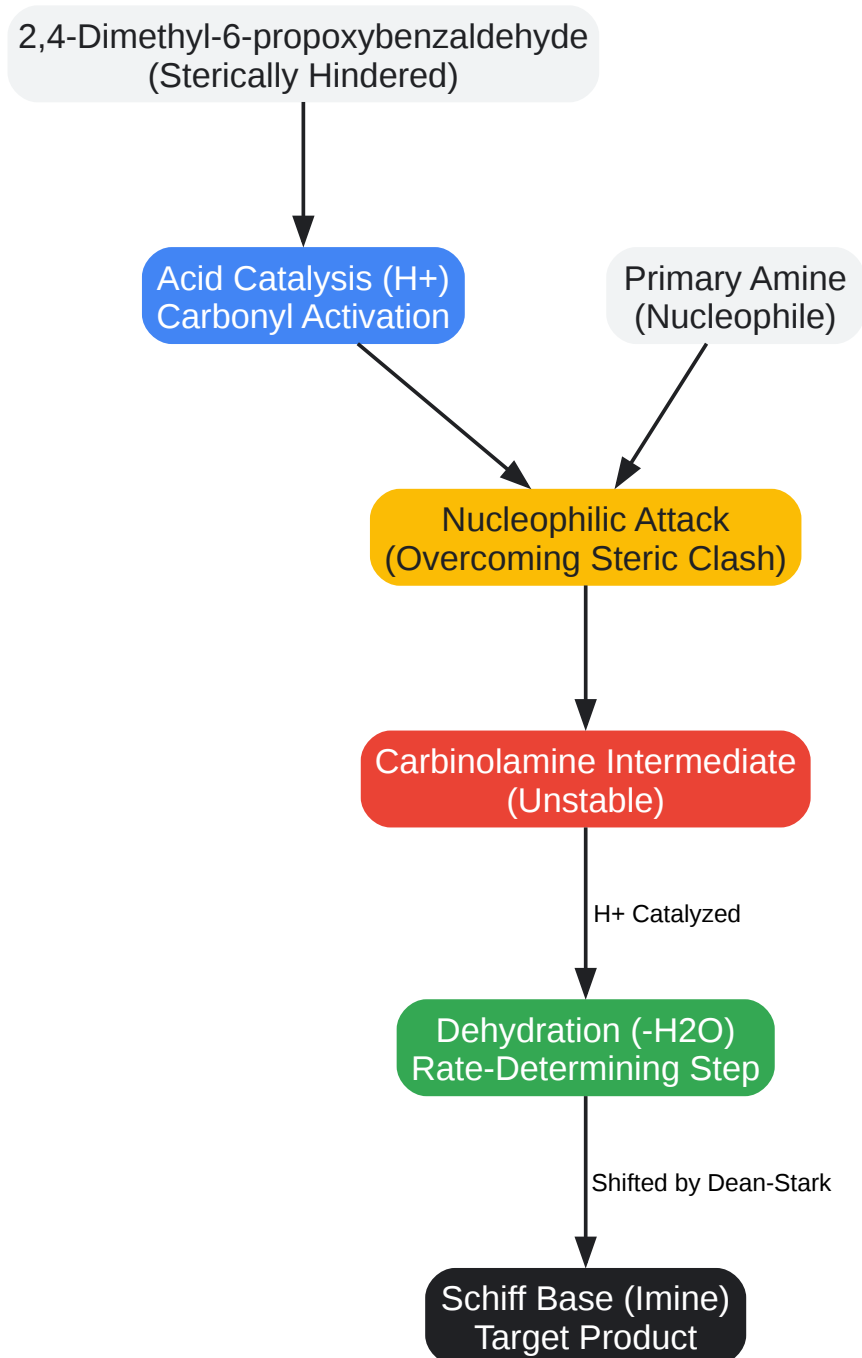 2,4-Dimethyl-6-propoxybenzaldehyde
(Sterically Hindered)
Acid Catalysis (H+)
Carbonyl Activation
Primary Amine
(Nucleophile)
Nucleophilic Attack
(Overcoming Steric Clash)
Carbinolamine Intermediate
(Unstable)
H+ Catalyzed
Dehydration (-H2O)
Rate-Determining Step
Shifted by Dean-Stark
Schiff Base (Imine)
Target Product